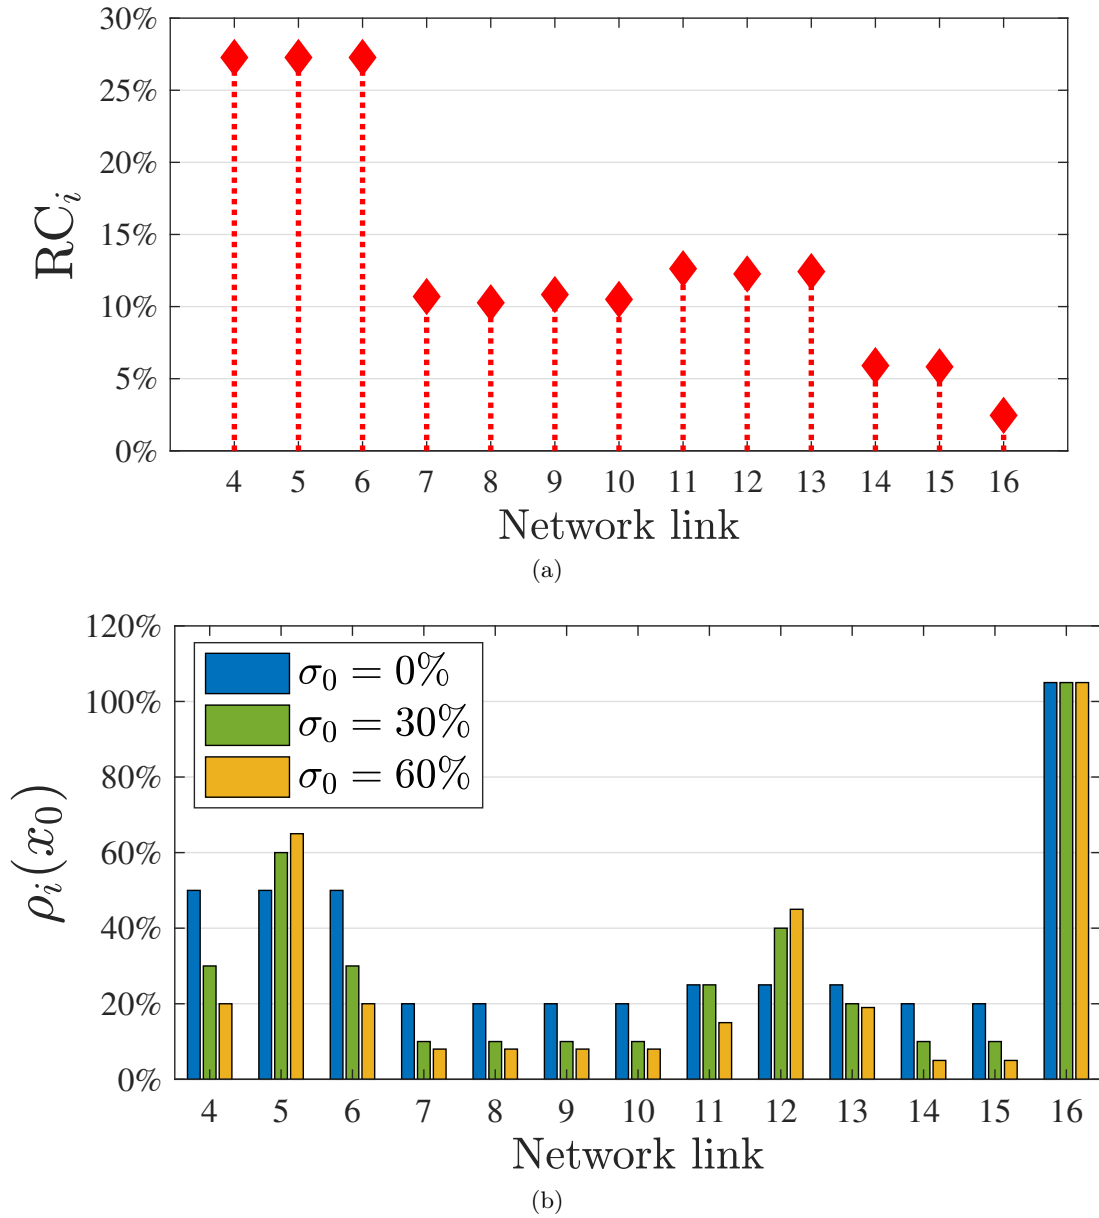 30%
25%
20%
15%
10%
5%
0%
RC_i
4 5 6 7 8 9 10 11 12 13 14 15 16
Network link
(a)
120%
100%
80%
60%
40%
20%
0%
ρ_i(x_0)
σ_0 = 0%
σ_0 = 30%
σ_0 = 60%
4 5 6 7 8 9 10 11 12 13 14 15 16
Network link
(b)